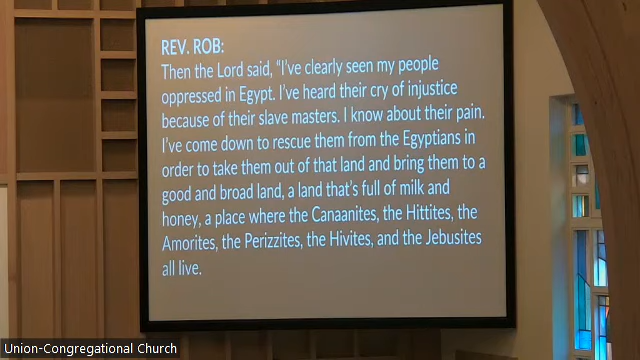 REV. ROB:
Then the Lord said, “I’ve clearly seen my people
oppressed in Egypt. I’ve heard their cry of injustice
because of their slave masters. I know about their pain.
I’ve come down to rescue them from the Egyptians in
order to take them out of that land and bring them to a
good and broad land, a land that’s full of milk and
honey, a place where the Canaanites, the Hittites, the
Amorites, the Perizzites, the Hivites, and the Jebusites
all live.
Union-Congregational Church